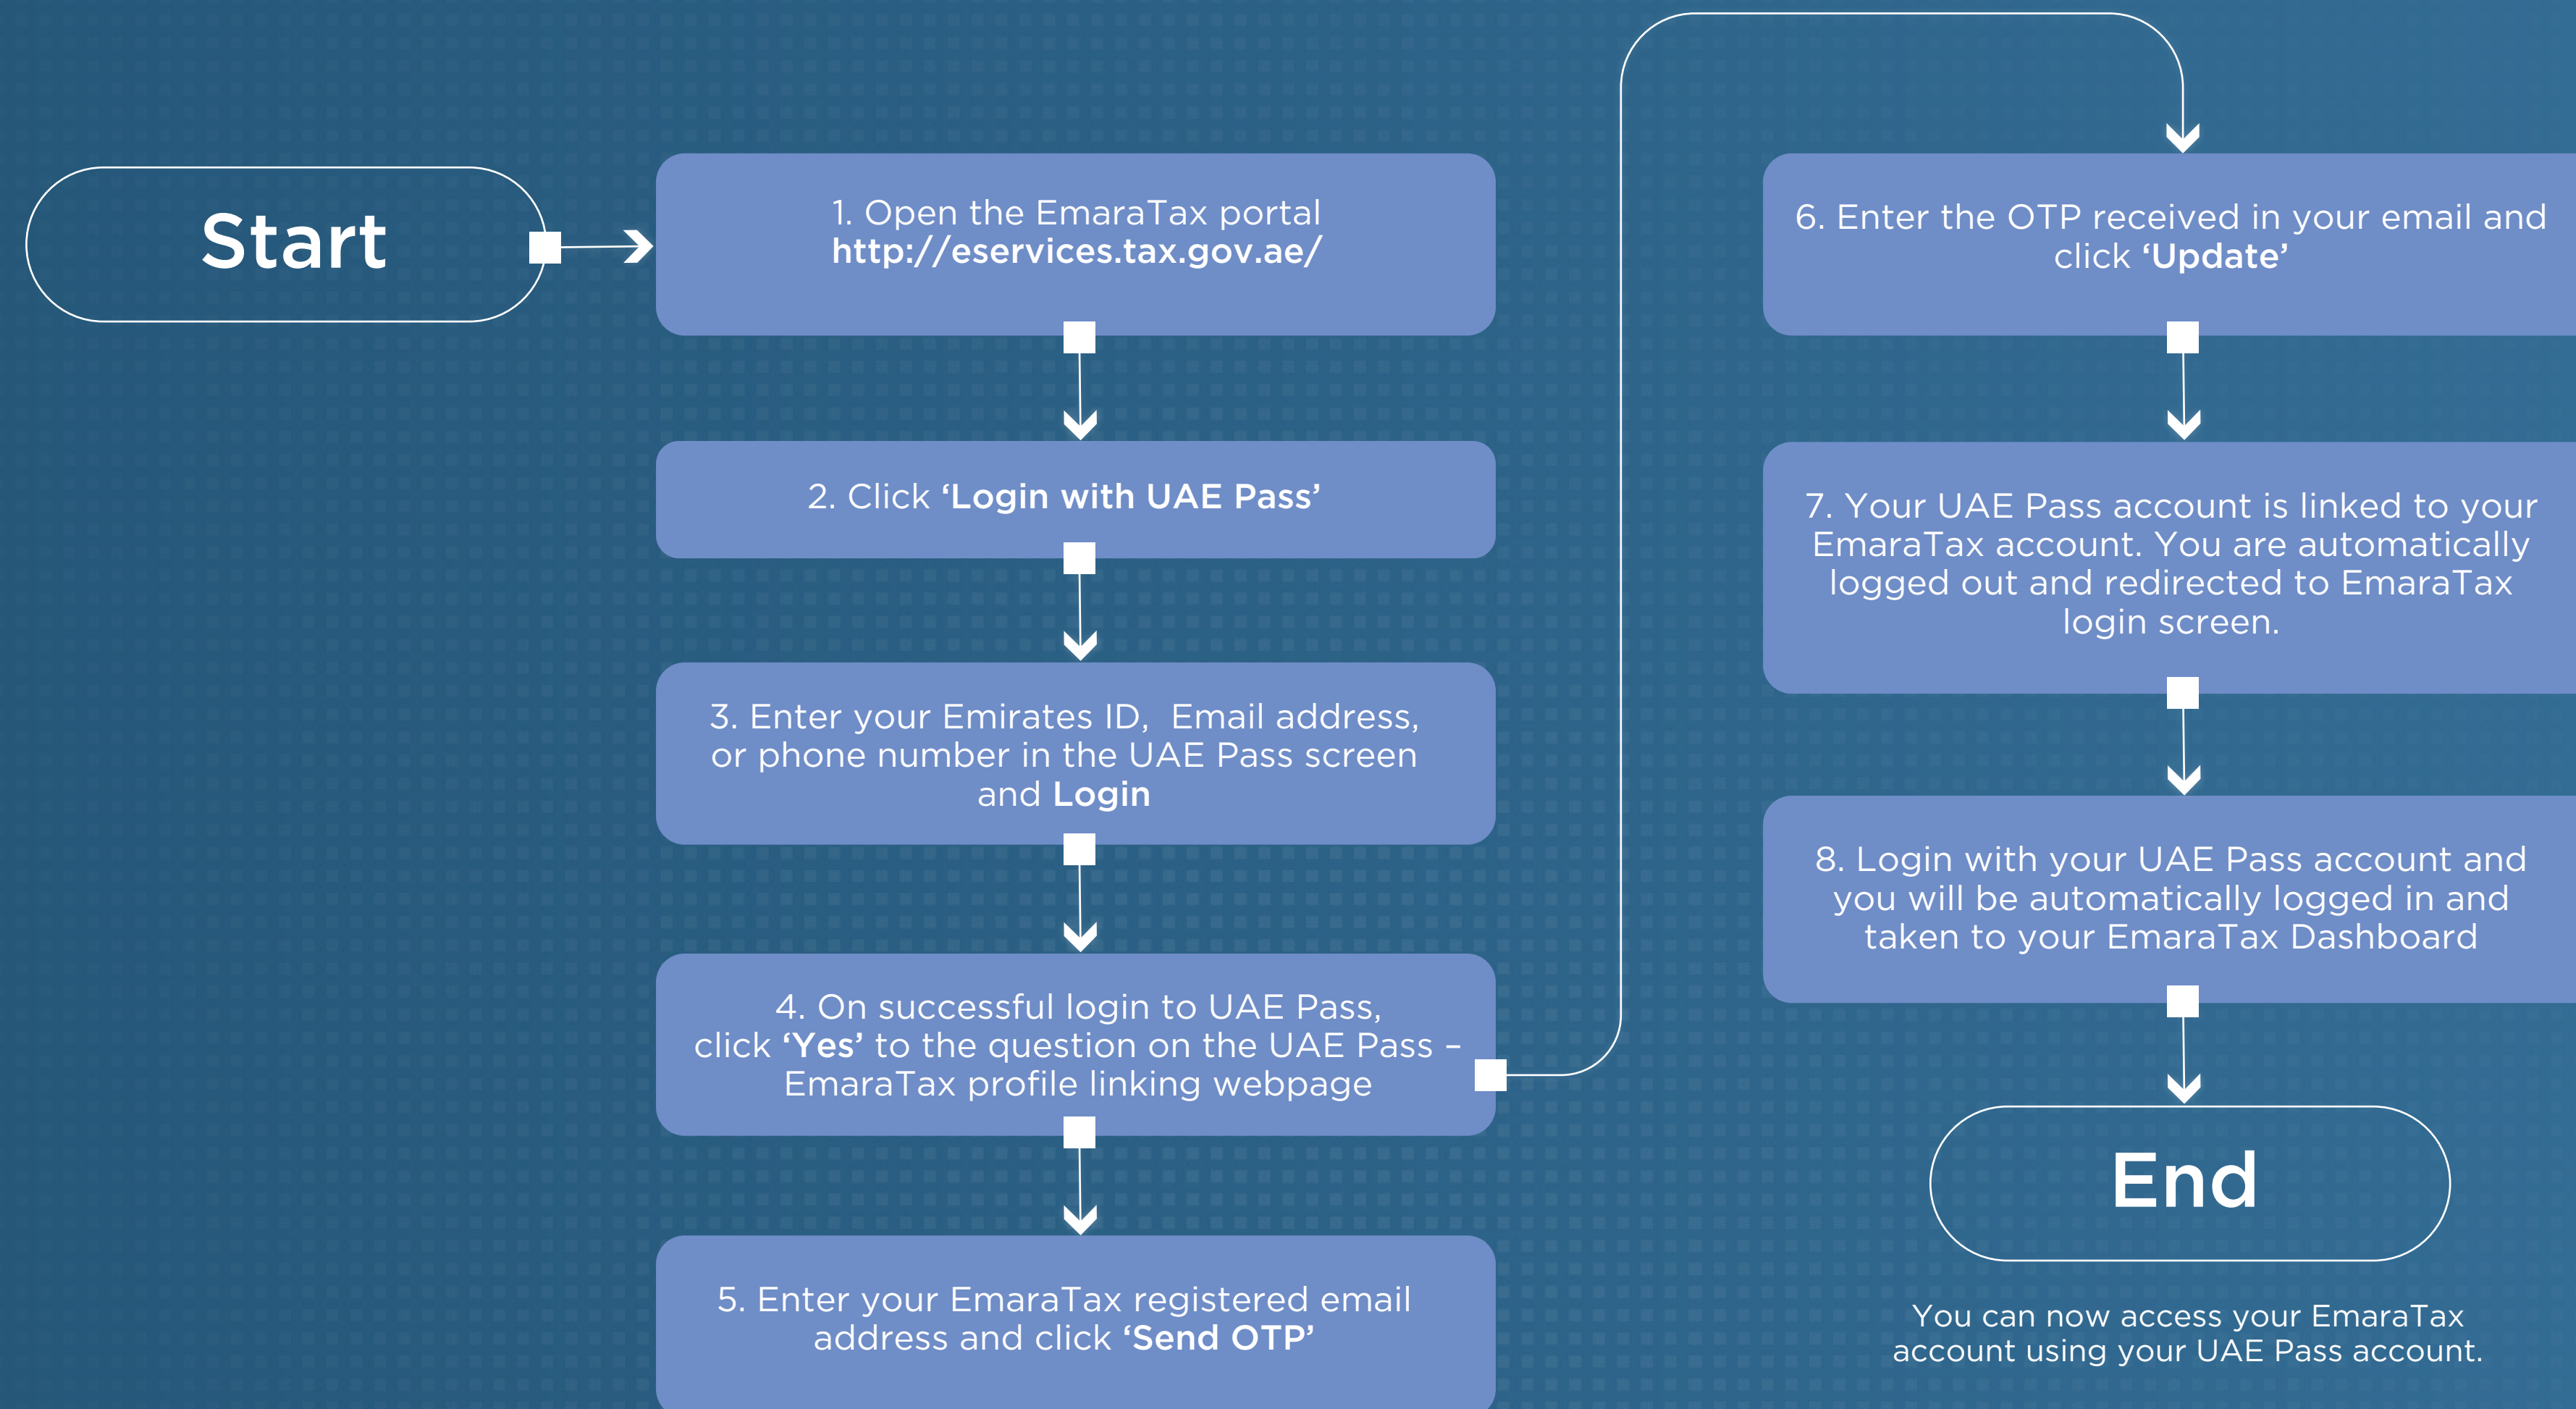 Start
1. Open the EmaraTax portal
http://eservices.tax.gov.ae/
2. Click ‘Login with UAE Pass’
3. Enter your Emirates ID,  Email address,
or phone number in the UAE Pass screen
and Login
4. On successful login to UAE Pass,
click ‘Yes’ to the question on the UAE Pass –
EmaraTax profile linking webpage
5. Enter your EmaraTax registered email
address and click ‘Send OTP’
6. Enter the OTP received in your email and
click ‘Update’
7. Your UAE Pass account is linked to your
EmaraTax account. You are automatically
logged out and redirected to EmaraTax
login screen.
8. Login with your UAE Pass account and
you will be automatically logged in and
taken to your EmaraTax Dashboard
End
You can now access your EmaraTax
account using your UAE Pass account.